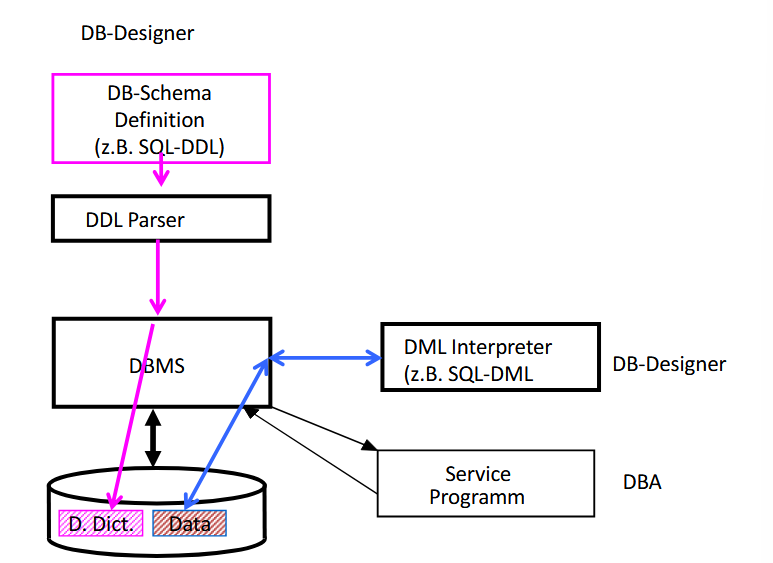 DB-Designer
DB-Schema
Definition
(z.B. SQL-DDL)
DDL Parser
DBMS
DML Interpreter
(z.B. SQL-DML
DB-Designer
Service
Programm
DBA
D. Dict.
Data